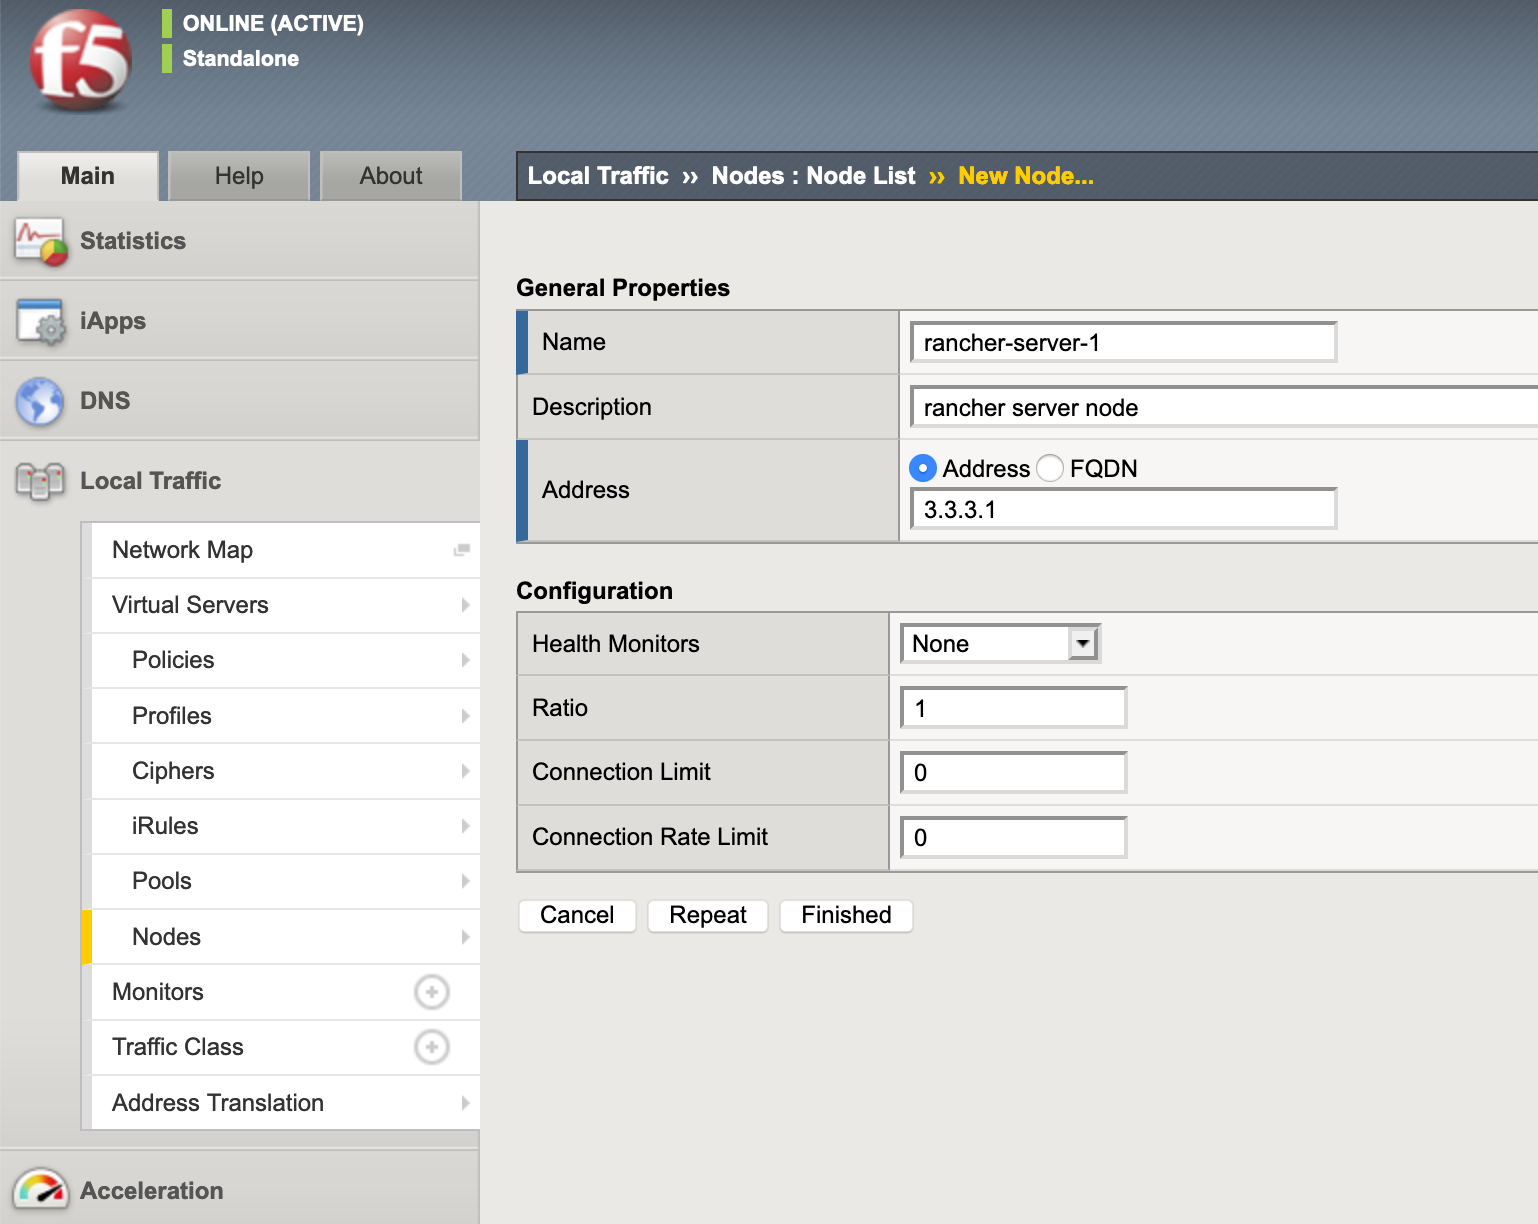 f5
ONLINE (ACTIVE)
Standalone
Main
Help
About
Local Traffic ›› Nodes : Node List ›› New Node...
Statistics
iApps
DNS
Local Traffic
Network Map
Virtual Servers
Policies
Profiles
Ciphers
iRules
Pools
Nodes
Monitors
Traffic Class
Address Translation
Acceleration
General Properties
Name rancher-server-1
Description rancher server node
Address Address FQDN
3.3.3.1
Configuration
Health Monitors None
Ratio 1
Connection Limit 0
Connection Rate Limit 0
Cancel Repeat Finished